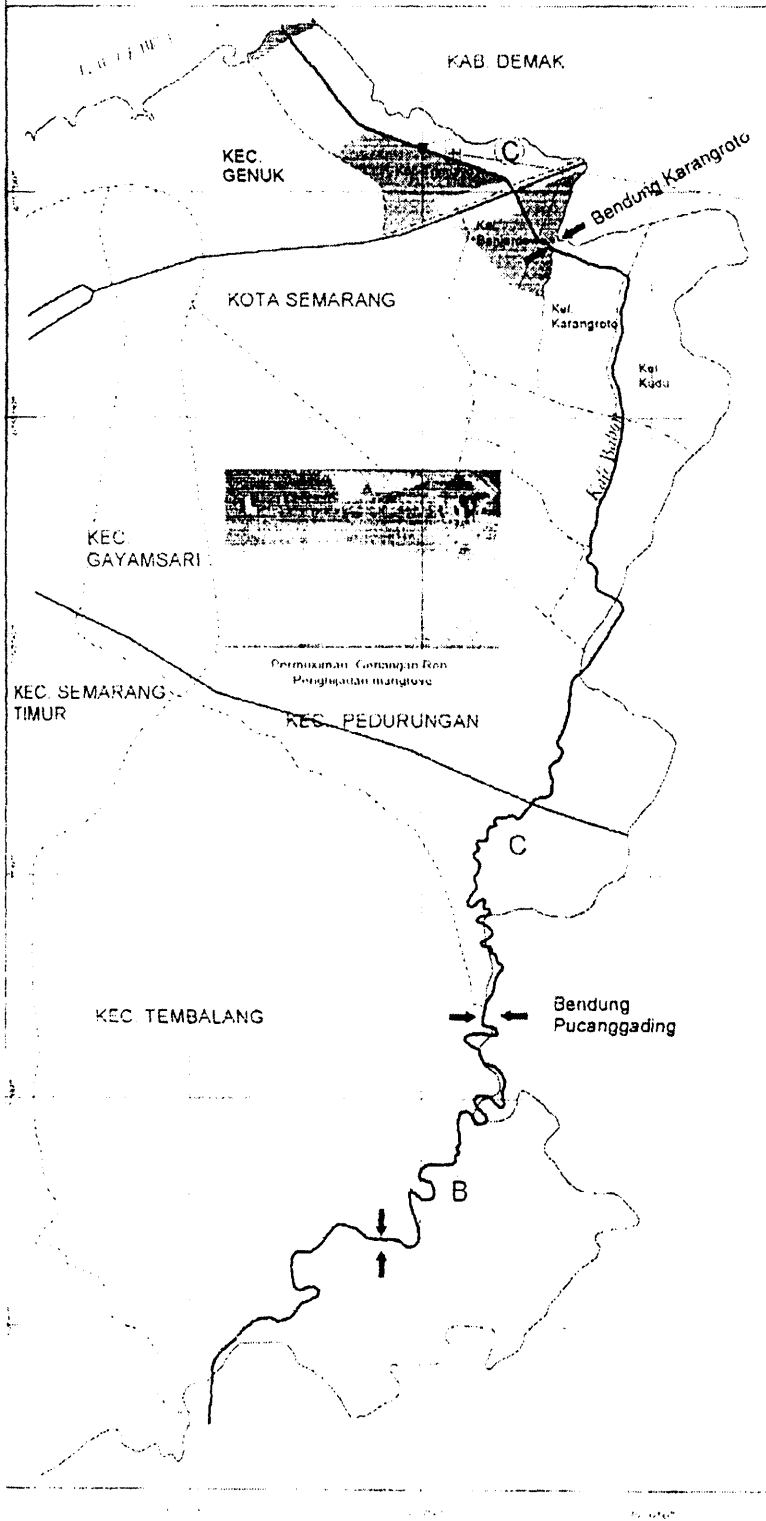 KAB. DEMAK
KEC.
GENUK
C
Bendung Karangroto
Kel.
KOTA SEMARANG
Kel.
Karangroto
Kel
Kudu
Kali Babon
KEC.
GAYAMSARI
Permukiman, Genangan Rob
Penghijauan mangrove
KEC. SEMARANG
TIMUR
KEC. PEDURUNGAN
C
KEC. TEMBALANG
Bendung
Pucanggading
B